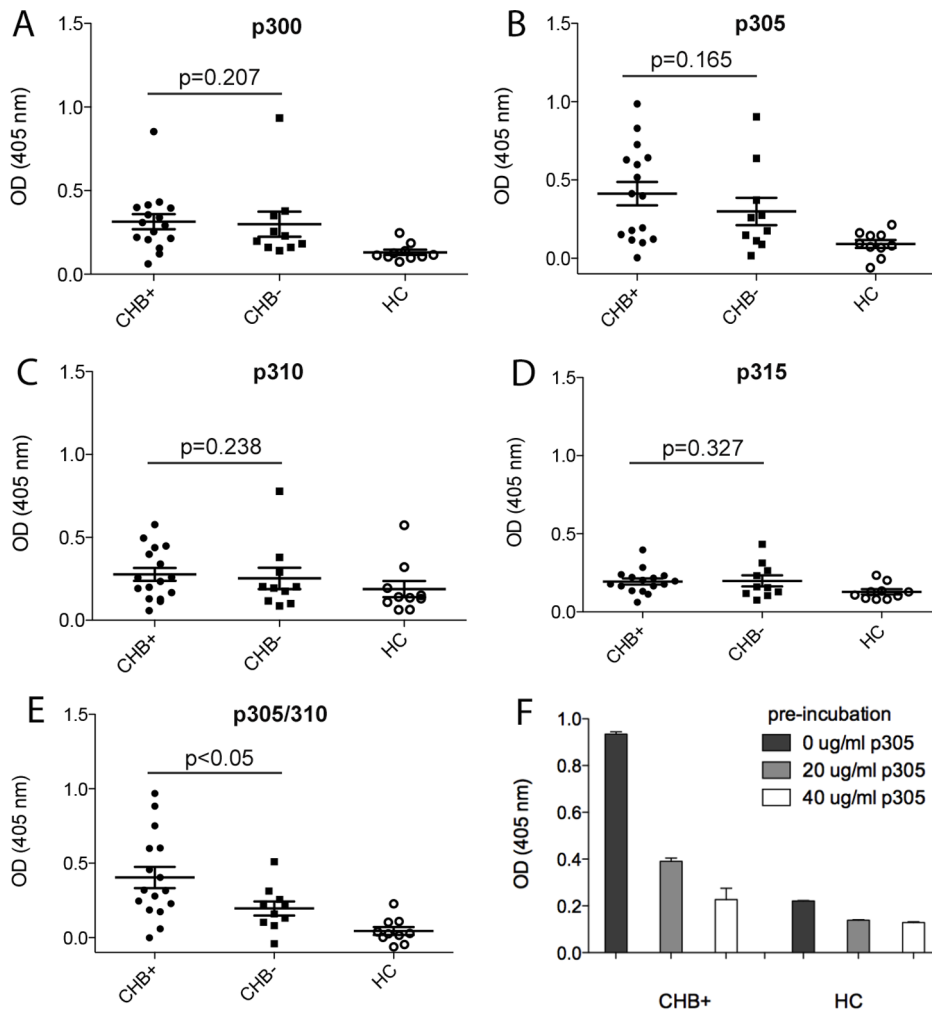 A
p300
1.5
p=0.207
1.0
OD (405 nm)
0.5
0.0
CHB+
CHB-
HC
B
p305
1.5
p=0.165
1.0
OD (405 nm)
0.5
0.0
CHB+
CHB-
HC
C
p310
1.5
p=0.238
1.0
OD (405 nm)
0.5
0.0
CHB+
CHB-
HC
D
p315
1.5
p=0.327
1.0
OD (405 nm)
0.5
0.0
CHB+
CHB-
HC
E
p305/310
1.5
p<0.05
1.0
OD (405 nm)
0.5
0.0
CHB+
CHB-
HC
F
pre-incubation
0 ug/ml p305
20 ug/ml p305
40 ug/ml p305
1.0
0.8
0.6
OD (405 nm)
0.4
0.2
0.0
CHB+
HC